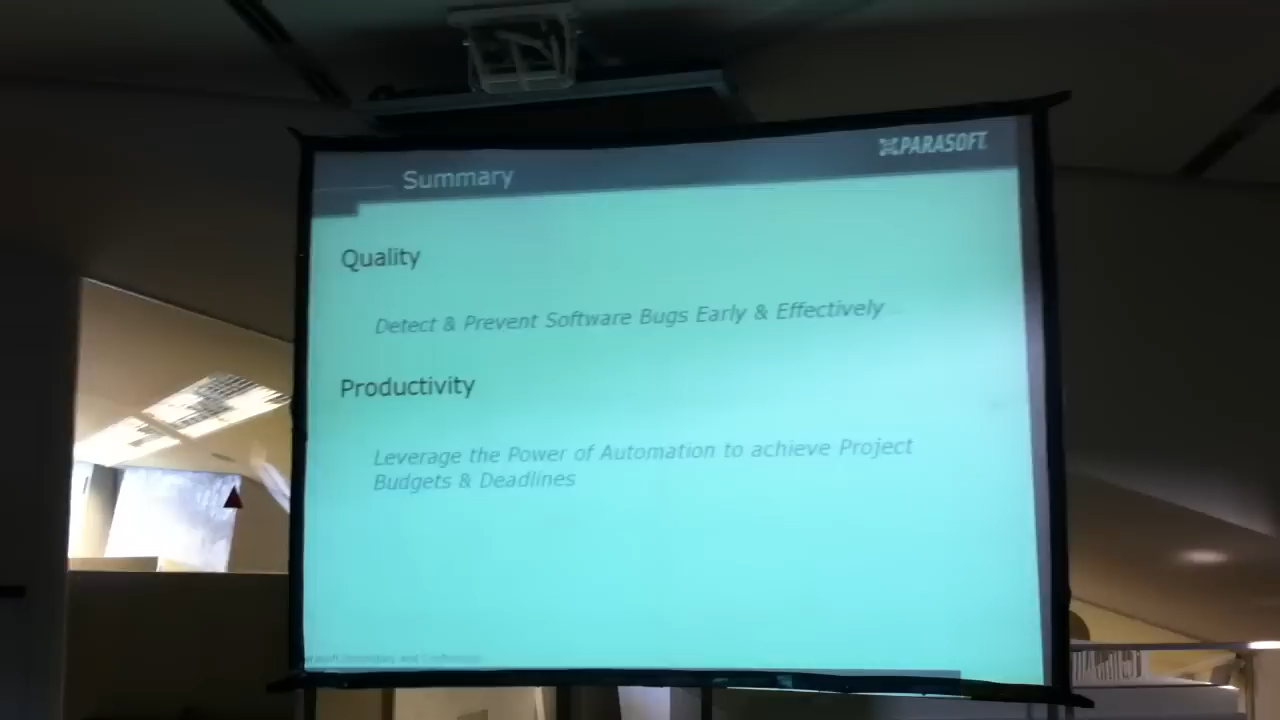 PARASOFT
Summary
Quality
Detect & Prevent Software Bugs Early & Effectively
Productivity
Leverage the Power of Automation to achieve Project
Budgets & Deadlines